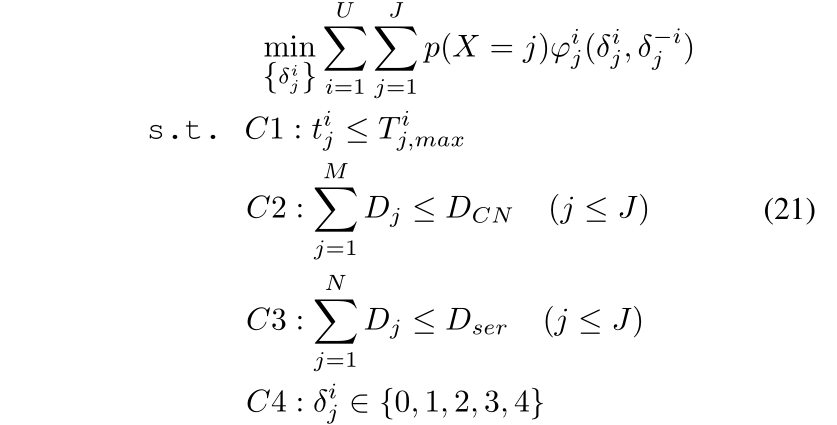 \min_{\{\delta_j^i\}} \sum_{i=1}^{U} \sum_{j=1}^{J} p(X = j) \varphi_j^i(\delta_j^i, \delta_j^{-i})
s.t. C1 : t_j^i \leq T_{j,max}^i
C2 : \sum_{j=1}^{M} D_j \leq D_{CN} \quad (j \leq J) (21)
C3 : \sum_{j=1}^{N} D_j \leq D_{ser} \quad (j \leq J)
C4 : \delta_j^i \in \{0, 1, 2, 3, 4\}